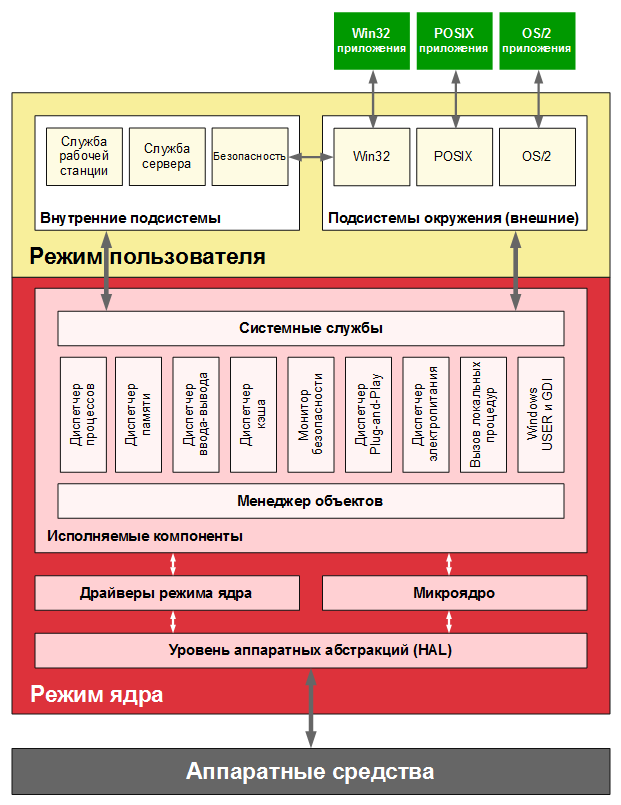 Win32
приложения
POSIX
приложения
OS/2
приложения
Служба
рабочей
станции
Служба
сервера
Безопасность
Win32
POSIX
OS/2
Внутренние подсистемы
Подсистемы окружения (внешние)
Режим пользователя
Системные службы
Диспетчер
процессов
Диспетчер
памяти
Диспетчер
ввода-вывода
Диспетчер
кэша
Монитор
безопасности
Диспетчер
Plug-and-Play
Диспетчер
электропитания
Вызов локальных
процедур
Windows
USER и GDI
Менеджер объектов
Исполняемые компоненты
Драйверы режима ядра
Микроядро
Уровень аппаратных абстракций (HAL)
Режим ядра
Аппаратные средства